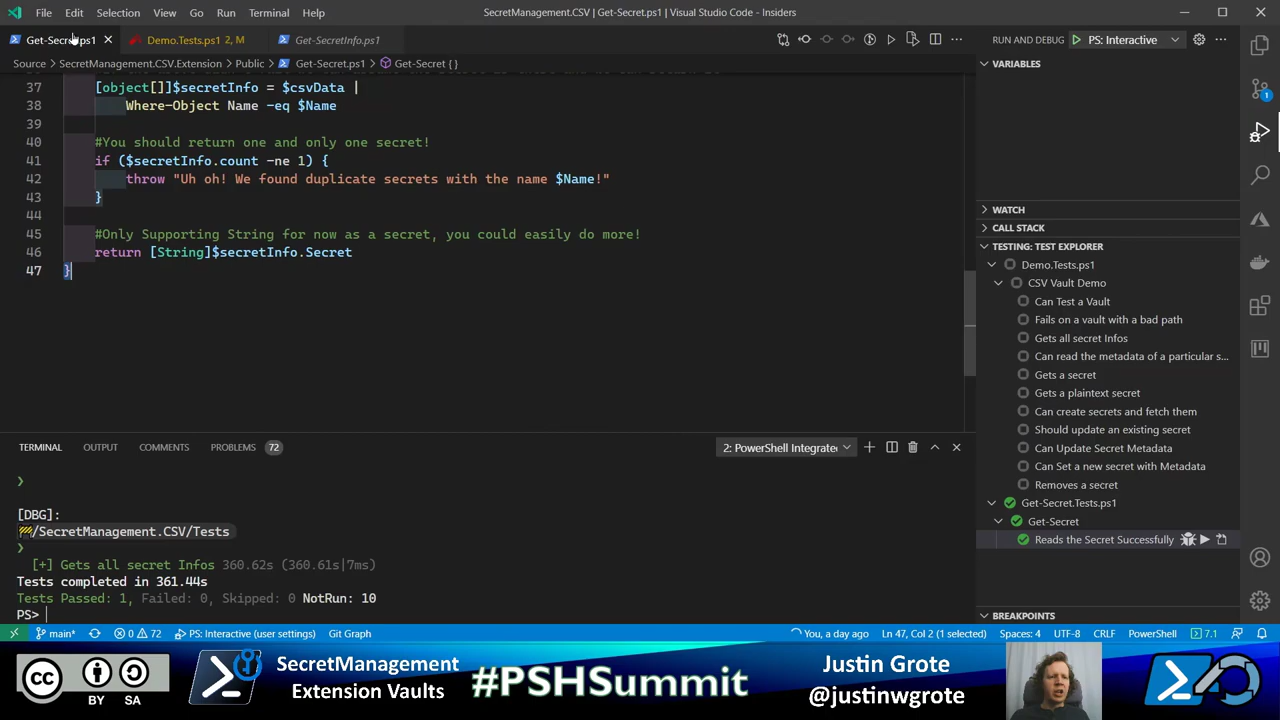 File Edit Selection View Go Run Terminal Help
SecretManagement.CSV | Get-Secret.ps1 | Visual Studio Code - Insiders
Get-Secret.ps1
Demo.Tests.ps1 2, M
Get-SecretInfo.ps1
Source > SecretManagement.CSV.Extension > Public > Get-Secret.ps1 > Get-Secret { }
37 [object[]]$secretInfo = $csvData |
38 Where-Object Name -eq $Name
39
40 #You should return one and only one secret!
41 if ($secretInfo.count -ne 1) {
42 throw "Uh oh! We found duplicate secrets with the name $Name!"
43 }
44
45 #Only Supporting String for now as a secret, you could easily do more!
46 return [String]$secretInfo.Secret
47 }
TERMINAL OUTPUT COMMENTS PROBLEMS 72
2: PowerShell Integrate
❯
[DBG]:
/SecretManagement.CSV/Tests
❯
[+] Gets all secret Infos 360.62s (360.61s|7ms)
Tests completed in 361.44s
Tests Passed: 1, Failed: 0, Skipped: 0 NotRun: 10
PS>
RUN AND DEBUG PS: Interactive
VARIABLES
WATCH
CALL STACK
TESTING: TEST EXPLORER
Demo.Tests.ps1
CSV Vault Demo
Can Test a Vault
Fails on a vault with a bad path
Gets all secret Infos
Can read the metadata of a particular s...
Gets a secret
Gets a plaintext secret
Can create secrets and fetch them
Should update an existing secret
Can Update Secret Metadata
Can Set a new secret with Metadata
Removes a secret
Get-Secret.Tests.ps1
Get-Secret
Reads the Secret Successfully
BREAKPOINTS
1
main* 0 72 PS: Interactive (user settings) Git Graph
You, a day ago Ln 47, Col 2 (1 selected) Spaces: 4 UTF-8 CRLF PowerShell 7.1
cc
BY SA
SecretManagement
Extension Vaults
#PSHSummit
Justin Grote
@justinwgrote